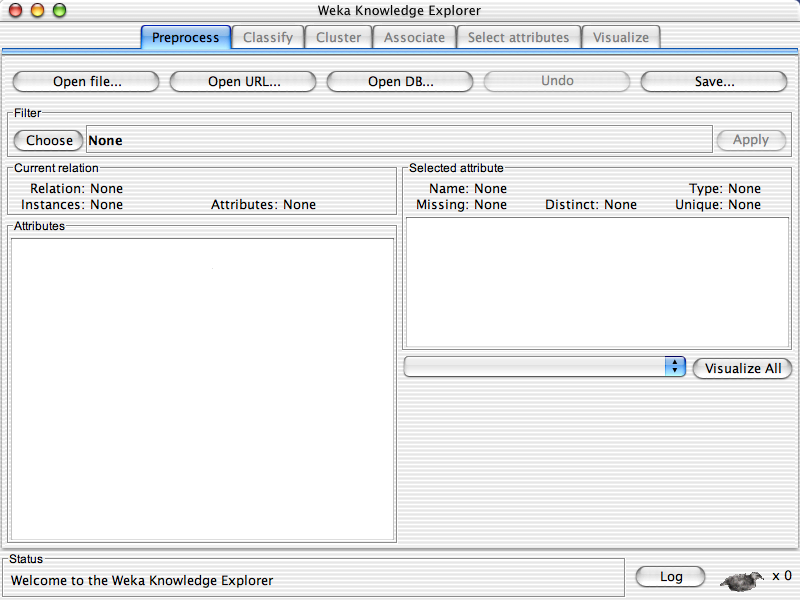 Weka Knowledge Explorer
Preprocess Classify Cluster Associate Select attributes Visualize
Open file... Open URL... Open DB... Undo Save...
Filter
Choose None Apply
Current relation
Relation: None
Instances: None Attributes: None
Selected attribute
Name: None Type: None
Missing: None Distinct: None Unique: None
Attributes
Visualize All
Status
Welcome to the Weka Knowledge Explorer
Log x 0